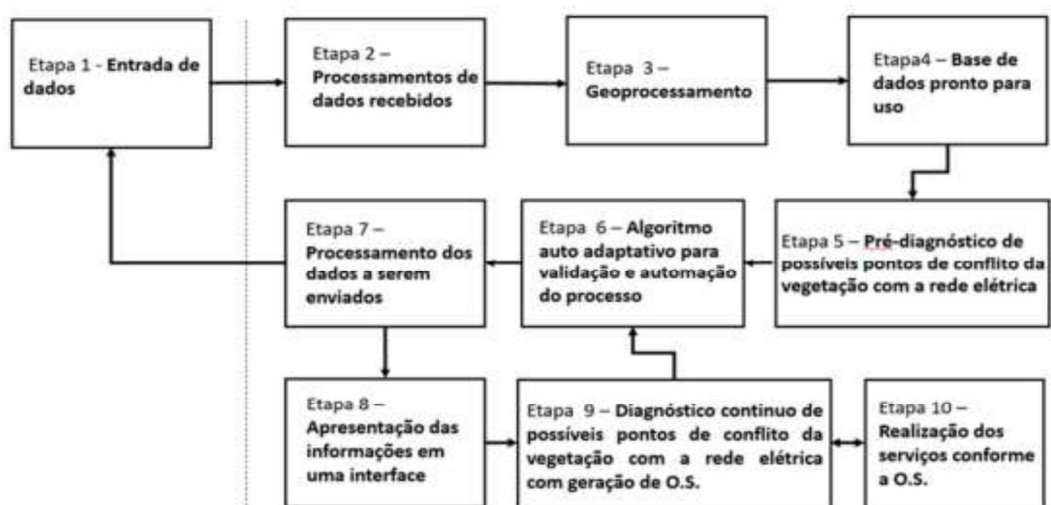 Etapa 1 - Entrada de
dados
Etapa 2 –
Processamentos de
dados recebidos
Etapa 3 –
Geoprocessamento
Etapa4 – Base de
dados pronto para
uso
Etapa 5 – Pré-diagnóstico de
possíveis pontos de conflito da
vegetação com a rede elétrica
Etapa 6 – Algoritmo
auto adaptativo para
validação e automação
do processo
Etapa 7 –
Processamento dos
dados a serem
enviados
Etapa 8 –
Apresentação das
informações em
uma interface
Etapa 9 – Diagnóstico continuo de
possíveis pontos de conflito da
vegetação com a rede elétrica
com geração de O.S.
Etapa 10 –
Realização dos
serviços conforme
a O.S.